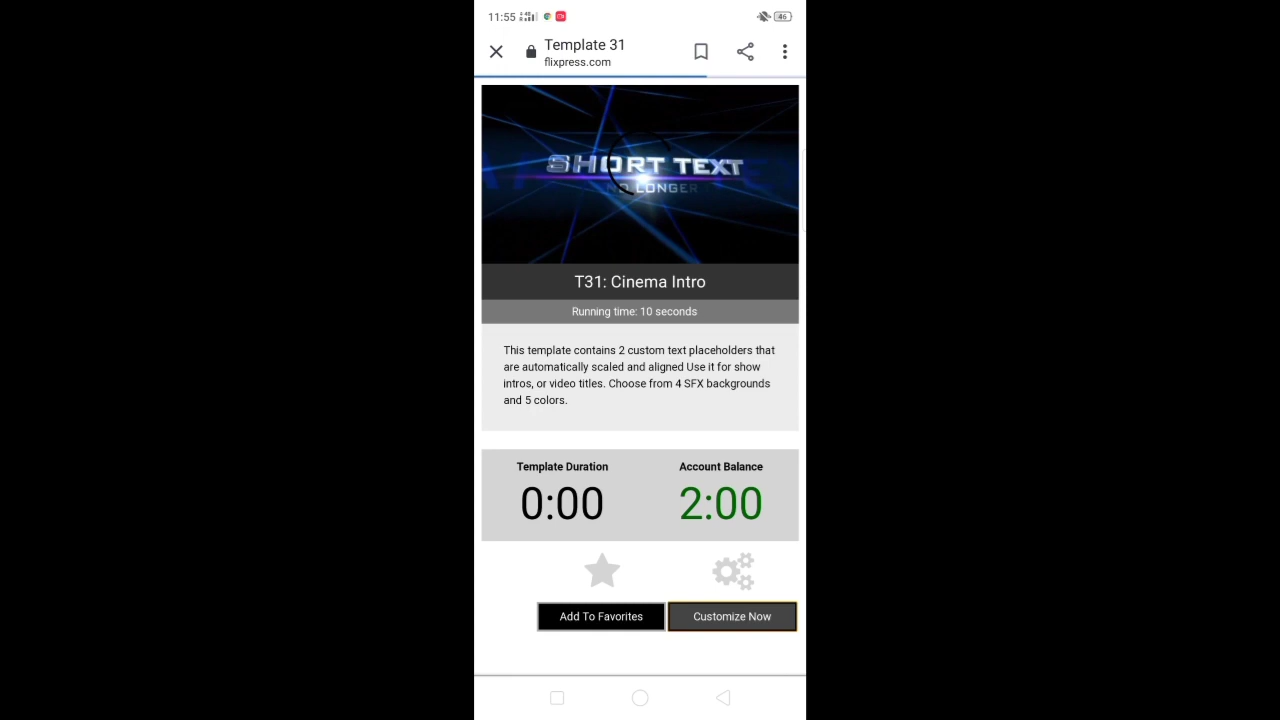 11:55
46
Template 31
flixpress.com
SHORT TEXT
LONGER
T31: Cinema Intro
Running time: 10 seconds
This template contains 2 custom text placeholders that
are automatically scaled and aligned Use it for show
intros, or video titles. Choose from 4 SFX backgrounds
and 5 colors.
Template Duration
Account Balance
0:00
2:00
Add To Favorites
Customize Now